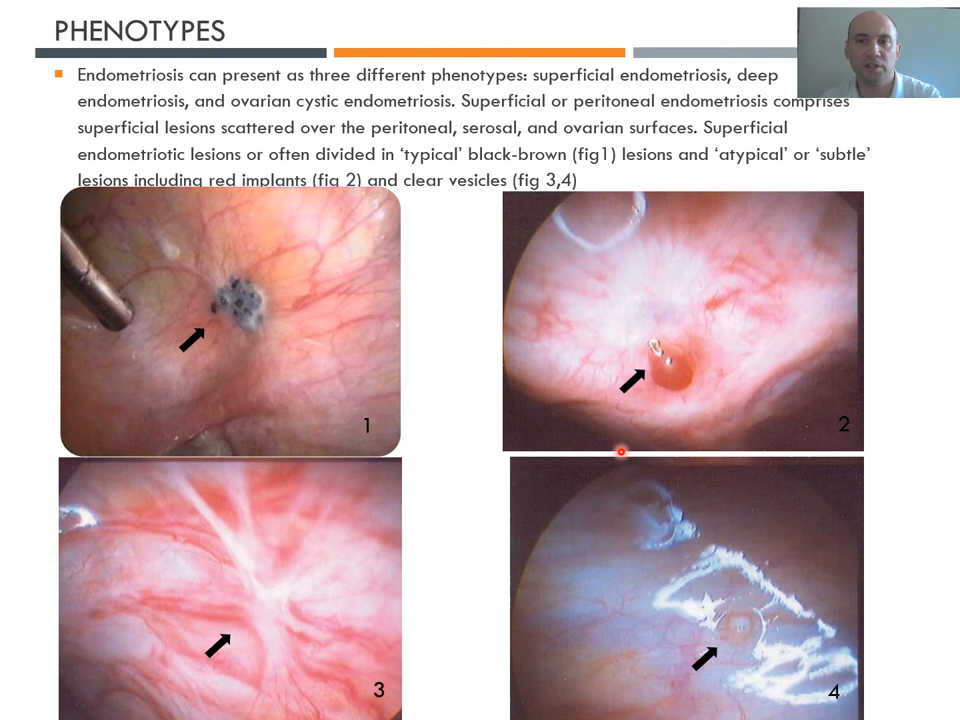 PHENOTYPES
Endometriosis can present as three different phenotypes: superficial endometriosis, deep
endometriosis, and ovarian cystic endometriosis. Superficial or peritoneal endometriosis comprises
superficial lesions scattered over the peritoneal, serosal, and ovarian surfaces. Superficial
endometriotic lesions or often divided in ‘typical’ black-brown (fig1) lesions and ‘atypical’ or ‘subtle’
lesions including red implants (fig 2) and clear vesicles (fig 3,4)
1
2
3
4